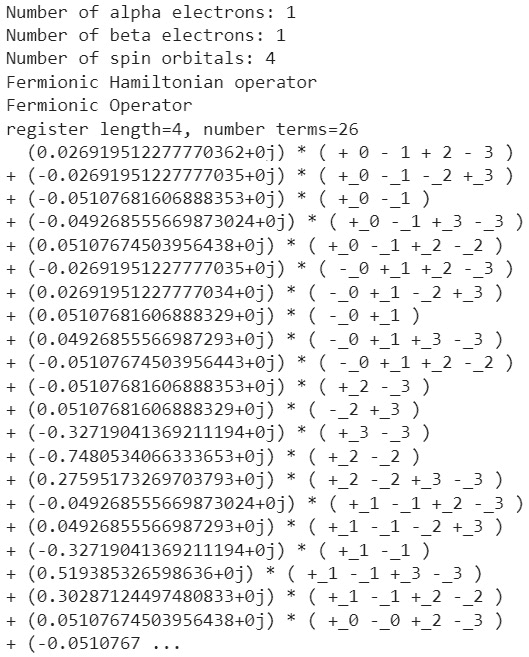 Number of alpha electrons: 1
Number of beta electrons: 1
Number of spin orbitals: 4
Fermionic Hamiltonian operator
Fermionic Operator
register length=4, number terms=26
(0.026919512277770362+0j) * ( + 0 - 1 + 2 - 3 )
+ (-0.02691951227777035+0j) * ( +_0 -_1 -_2 +_3 )
+ (-0.05107681606888353+0j) * ( +_0 -_1 )
+ (-0.049268555669873024+0j) * ( +_0 -_1 +_3 -_3 )
+ (0.05107674503956438+0j) * ( +_0 -_1 +_2 -_2 )
+ (-0.02691951227777035+0j) * ( -_0 +_1 +_2 -_3 )
+ (0.02691951227777034+0j) * ( -_0 +_1 -_2 +_3 )
+ (0.05107681606888329+0j) * ( -_0 +_1 )
+ (0.04926855566987293+0j) * ( -_0 +_1 +_3 -_3 )
+ (-0.05107674503956443+0j) * ( -_0 +_1 +_2 -_2 )
+ (-0.05107681606888353+0j) * ( +_2 -_3 )
+ (0.05107681606888329+0j) * ( -_2 +_3 )
+ (-0.32719041369211194+0j) * ( +_3 -_3 )
+ (-0.7480534066333653+0j) * ( +_2 -_2 )
+ (0.27595173269703793+0j) * ( +_2 -_2 +_3 -_3 )
+ (-0.049268555669873024+0j) * ( +_1 -_1 +_2 -_3 )
+ (0.04926855566987293+0j) * ( +_1 -_1 -_2 +_3 )
+ (-0.32719041369211194+0j) * ( +_1 -_1 )
+ (0.519385326598636+0j) * ( +_1 -_1 +_3 -_3 )
+ (0.30287124497480833+0j) * ( +_1 -_1 +_2 -_2 )
+ (0.05107674503956438+0j) * ( +_0 -_0 +_2 -_3 )
+ (-0.0510767 ...